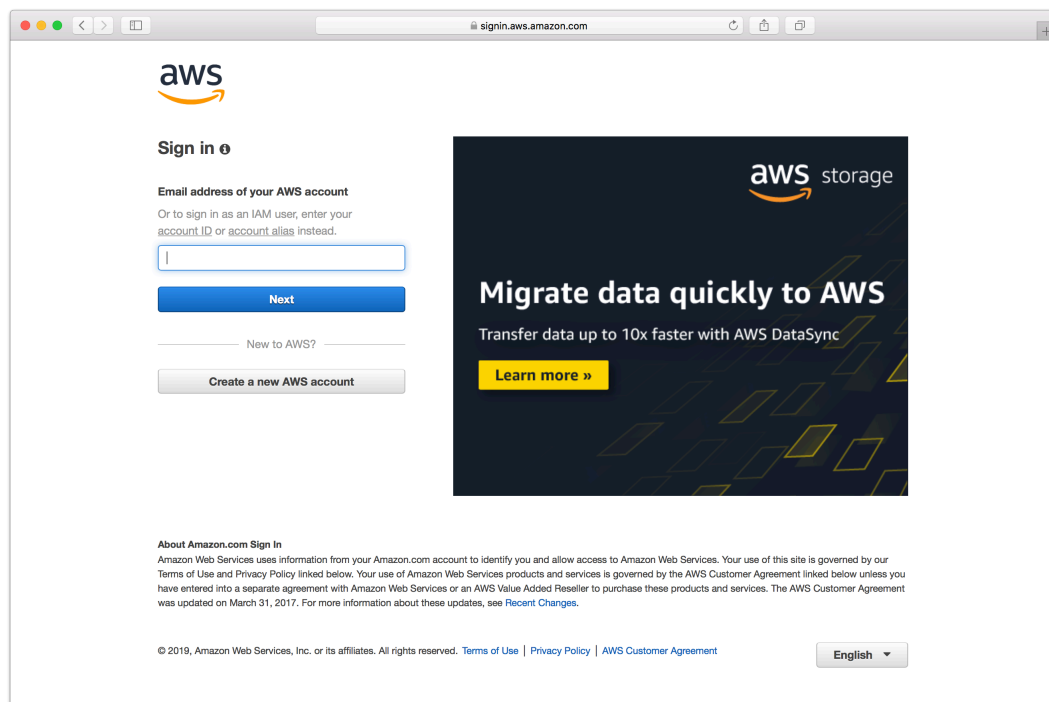 signin.aws.amazon.com
aws
Sign in
Email address of your AWS account
Or to sign in as an IAM user, enter your
account ID or account alias instead.
Next
New to AWS?
Create a new AWS account
aws storage
Migrate data quickly to AWS
Transfer data up to 10x faster with AWS DataSync
Learn more »
About Amazon.com Sign In
Amazon Web Services uses information from your Amazon.com account to identify you and allow access to Amazon Web Services. Your use of this site is governed by our
Terms of Use and Privacy Policy linked below. Your use of Amazon Web Services products and services is governed by the AWS Customer Agreement linked below unless you
have entered into a separate agreement with Amazon Web Services or an AWS Value Added Reseller to purchase these products and services. The AWS Customer Agreement
was updated on March 31, 2017. For more information about these updates, see Recent Changes.
© 2019, Amazon Web Services, Inc. or its affiliates. All rights reserved. Terms of Use | Privacy Policy | AWS Customer Agreement
English